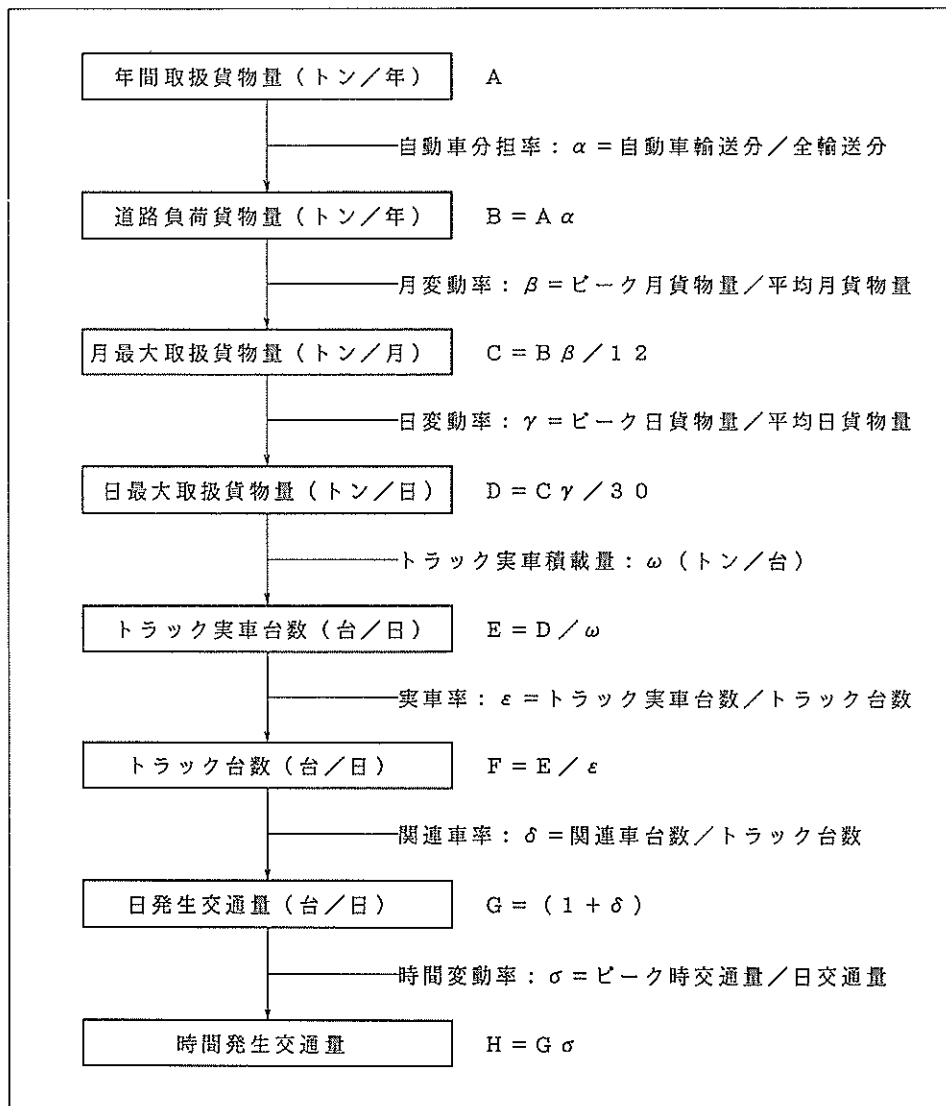 年間取扱貨物量（トン／年） A
自動車分担率：α＝自動車輸送分／全輸送分
道路負荷貨物量（トン／年） B＝Aα
月変動率：β＝ピーク月貨物量／平均月貨物量
月最大取扱貨物量（トン／月） C＝Bβ／12
日変動率：γ＝ピーク日貨物量／平均日貨物量
日最大取扱貨物量（トン／日） D＝Cγ／30
トラック実車積載量：ω（トン／台）
トラック実車台数（台／日） E＝D／ω
実車率：ε＝トラック実車台数／トラック台数
トラック台数（台／日） F＝E／ε
関連車率：δ＝関連車台数／トラック台数
日発生交通量（台／日） G＝（1＋δ）
時間変動率：σ＝ピーク時交通量／日交通量
時間発生交通量 H＝Gσ